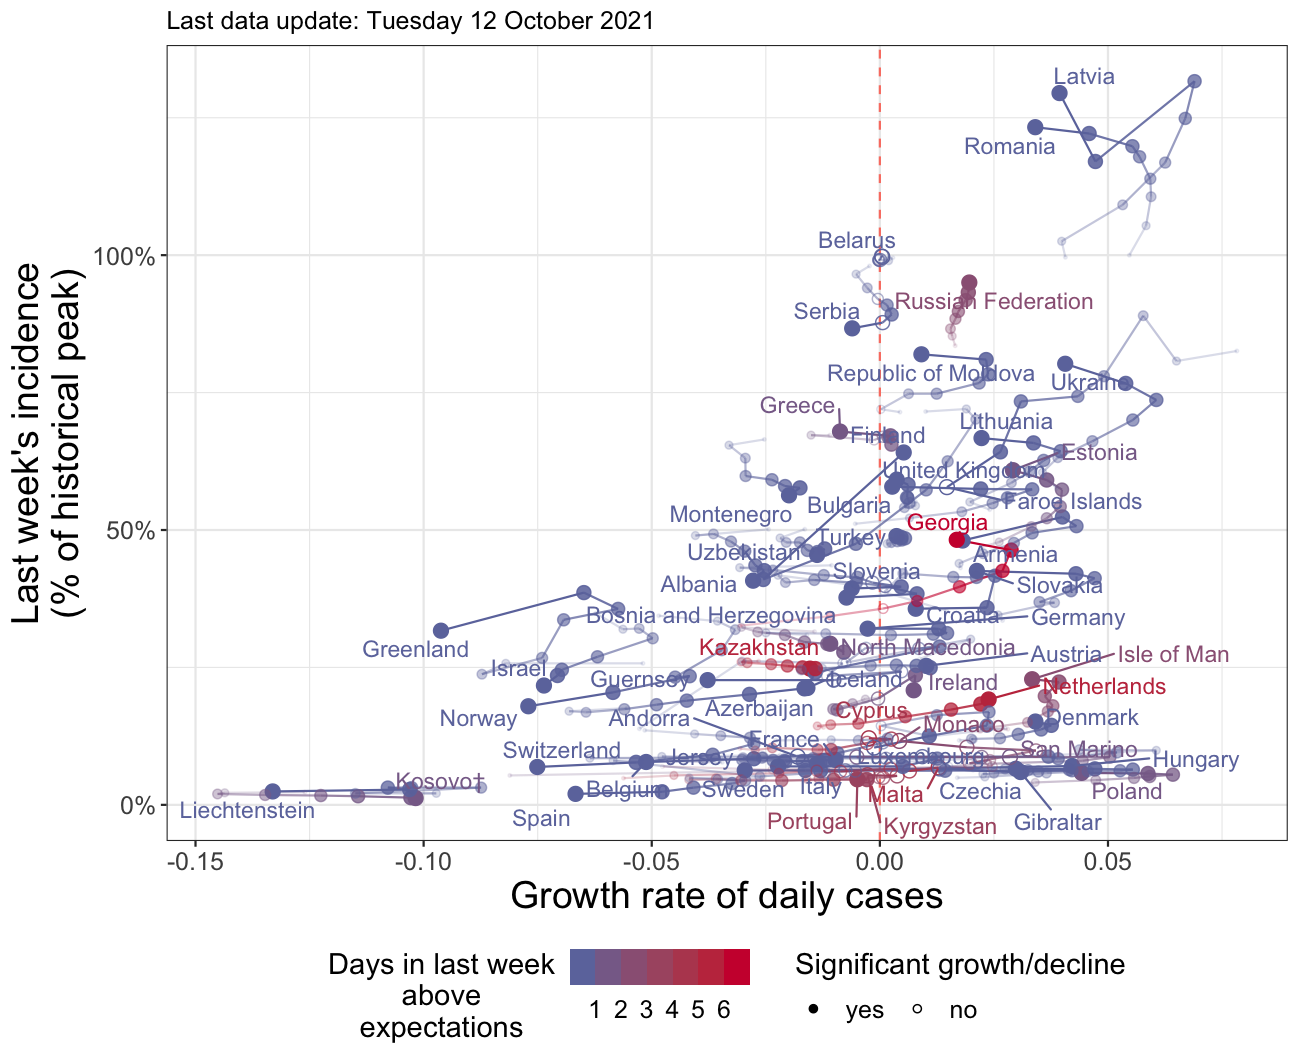 Last data update: Tuesday 12 October 2021
Last week's incidence
(% of historical peak)
100%
50%
0%
Latvia
Romania
Belarus
Russian Federation
Serbia
Republic of Moldova
Ukraine
Greece
Finland
Lithuania
Estonia
United Kingdom
Montenegro
Bulgaria
Faroe Islands
Georgia
Turkey
Uzbekistan
Armenia
Albania
Slovenia
Slovakia
Bosnia and Herzegovina
Croatia
Germany
Greenland
Kazakhstan
North Macedonia
Austria
Isle of Man
Israel
Guernsey
Iceland
Ireland
Netherlands
Norway
Andorra
Azerbaijan
Cyprus
Monaco
Denmark
Switzerland
France
Jersey
Luxembourg
San Marino
Hungary
Kosovo†
Belgium
Sweden
Italy
Malta
Czechia
Poland
Liechtenstein
Spain
Portugal
Kyrgyzstan
Gibraltar
-0.15
-0.10
-0.05
0.00
0.05
Growth rate of daily cases
Days in last week
above
expectations
1 2 3 4 5 6
Significant growth/decline
yes
no